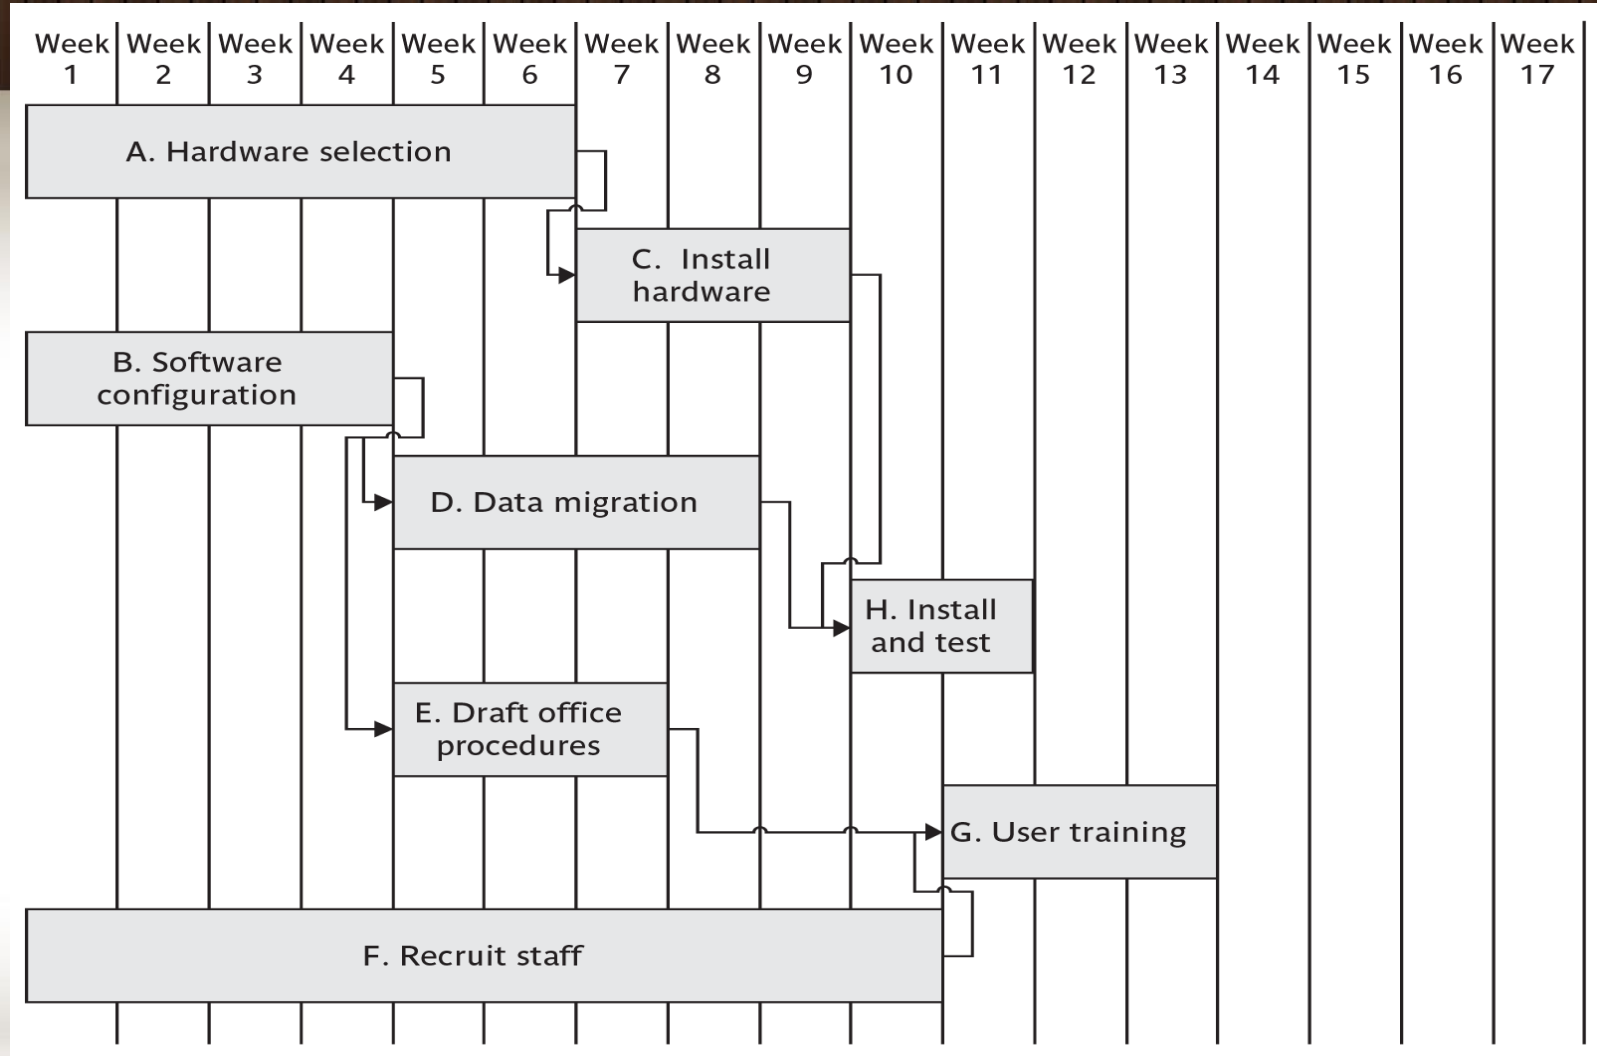 Week Week Week Week Week Week Week Week Week Week Week Week Week Week Week Week Week
1 2 3 4 5 6 7 8 9 10 11 12 13 14 15 16 17
A. Hardware selection
C. Install
hardware
B. Software
configuration
D. Data migration
H. Install
and test
E. Draft office
procedures
G. User training
F. Recruit staff